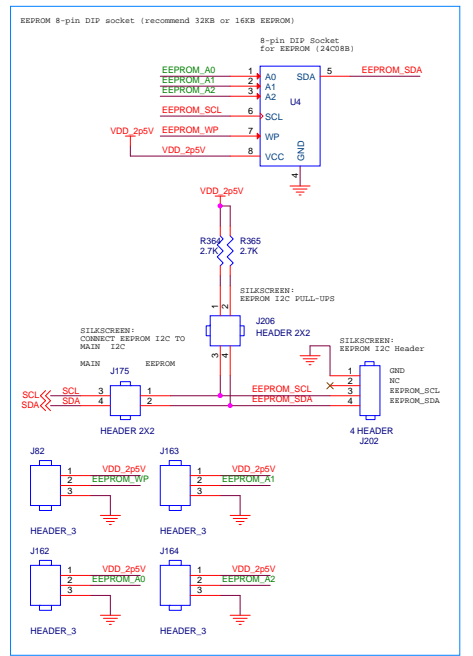 EEPROM 8-pin DIP socket (recommend 32KB or 16KB EEPROM)
8-pin DIP Socket
for EEPROM (24C08B)
EEPROM_A0 1 A0 SDA 5 EEPROM_SDA
EEPROM_A1 2 A1
EEPROM_A2 3 A2
U4
EEPROM_SCL 6 SCL
VDD_2p5V EEPROM_WP 7 WP
VDD_2p5V 8 VCC GND
4
VDD_2p5V
R364 R365
2.7K 2.7K
SILKSCREEN:
EEPROM I2C PULL-UPS
1 2
J206
HEADER 2X2
3 4
SILKSCREEN:
CONNECT EEPROM I2C TO
MAIN I2C
MAIN EEPROM
J175
SILKSCREEN:
EEPROM I2C Header
1 GND
2 NC
SCL SCL 3 1 EEPROM_SCL 3 EEPROM_SCL
SDA SDA 4 2 EEPROM_SDA 4 EEPROM_SDA
HEADER 2X2
4 HEADER
J202
J82 J163
1 VDD_2p5V 1 VDD_2p5V
2 EEPROM_WP 2 EEPROM_A1
3 3
HEADER_3 HEADER_3
J162 J164
1 VDD_2p5V 1 VDD_2p5V
2 EEPROM_A0 2 EEPROM_A2
3 3
HEADER_3 HEADER_3